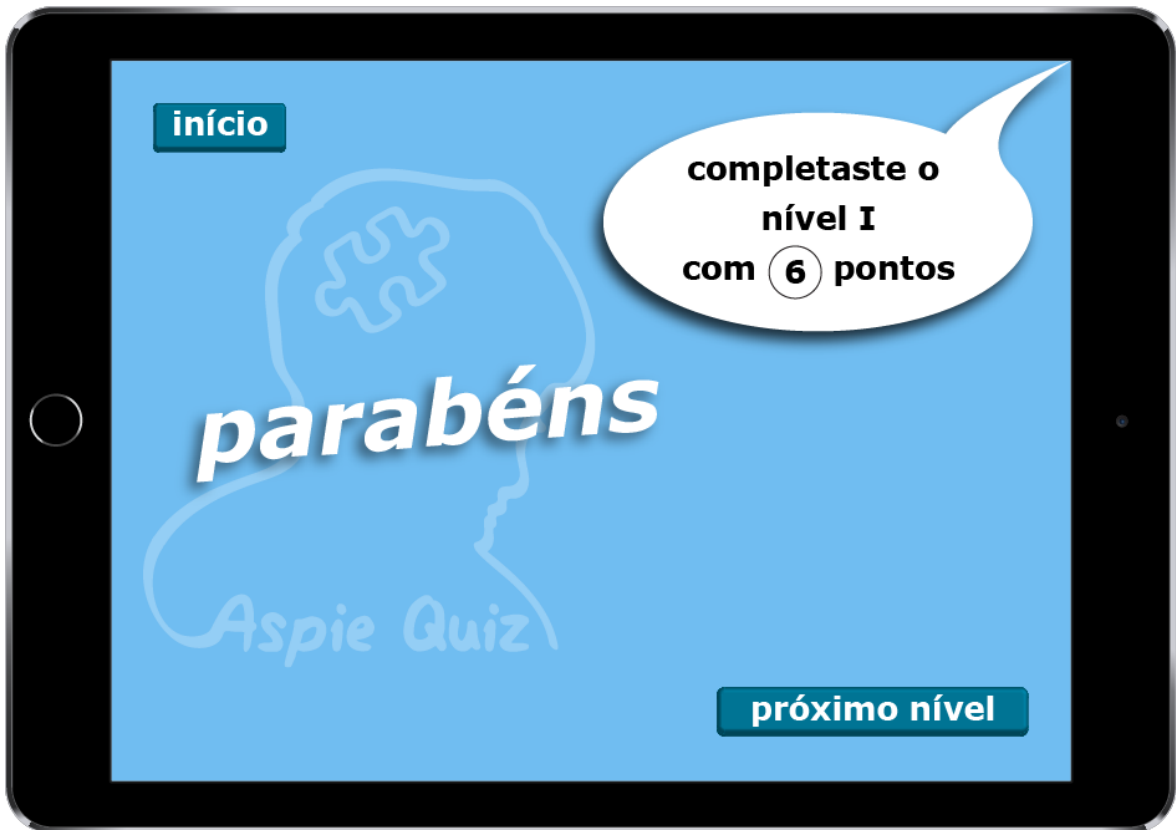 início
completaste o
nível I
com 6 pontos
parabéns
Aspie Quiz
próximo nível